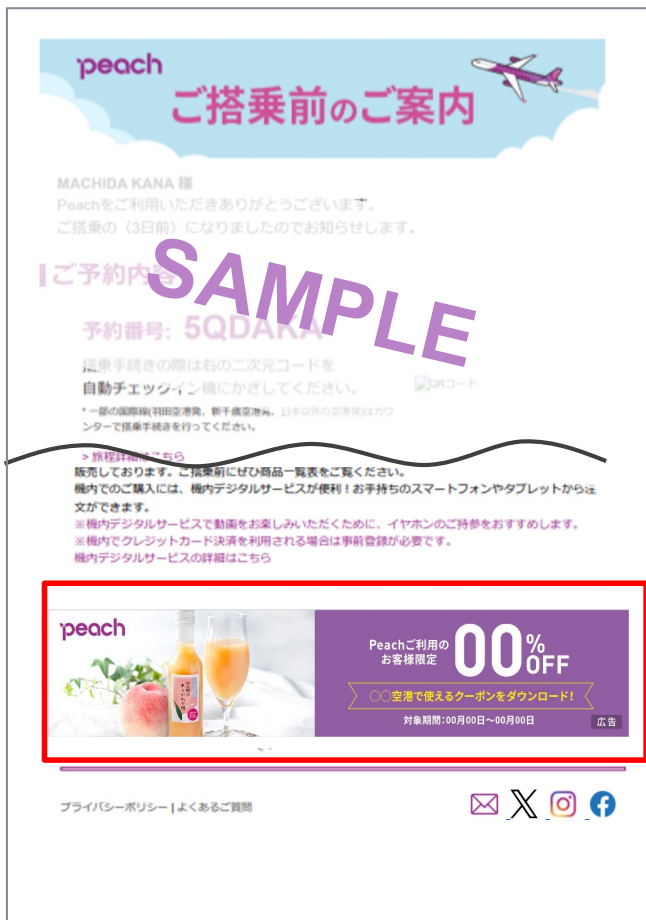 peach
ご搭乗前のご案内
MACHIDA KANA 様
Peachをご利用いただきありがとうございます。
ご搭乗の〈3日前〉になりましたのでお知らせします。
ご予約内容
SAMPLE
予約番号: 5QDAKA
搭乗手続きの際は右の二次元コードを
自動チェックイン機にかざしてください。
QRコード
* 一部の国際線(羽田空港発、新千歳空港発、日本以外の空港発)はカウ
ンターで搭乗手続きを行ってください。
> 旅程詳細はこちら
販売しております。ご搭乗前にぜひ商品一覧表をご覧ください。
機内でのご購入には、機内デジタルサービスが便利！お手持ちのスマートフォンやタブレットから注
文ができます。
※機内デジタルサービスで動画をお楽しみいただくために、イヤホンのご持参をおすすめします。
※機内でクレジットカード決済を利用される場合は事前登録が必要です。
機内デジタルサービスの詳細はこちら
peach
Peachご利用の
お客様限定
00%OFF
〇〇空港で使えるクーポンをダウンロード！
対象期間：00月00日～00月00日
広告
プライバシーポリシー | よくあるご質問